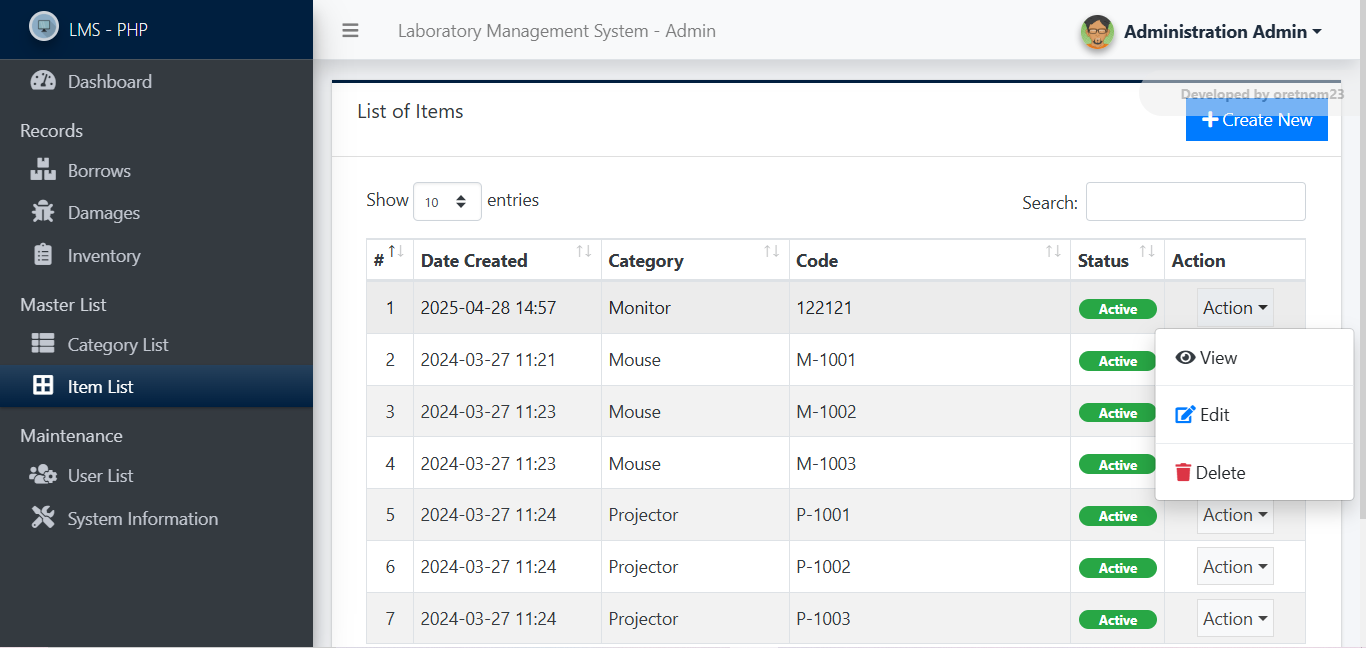 LMS - PHP
Laboratory Management System - Admin
Administration Admin
Dashboard
Records
Borrows
Damages
Inventory
Master List
Category List
Item List
Maintenance
User List
System Information
Developed by oretnom23
List of Items
Create New
Show 10 entries
Search:
# Date Created Category Code Status Action
1 2025-04-28 14:57 Monitor 122121 Active Action
2 2024-03-27 11:21 Mouse M-1001 Active
3 2024-03-27 11:23 Mouse M-1002 Active
4 2024-03-27 11:23 Mouse M-1003 Active
5 2024-03-27 11:24 Projector P-1001 Active Action
6 2024-03-27 11:24 Projector P-1002 Active Action
7 2024-03-27 11:24 Projector P-1003 Active Action
View
Edit
Delete